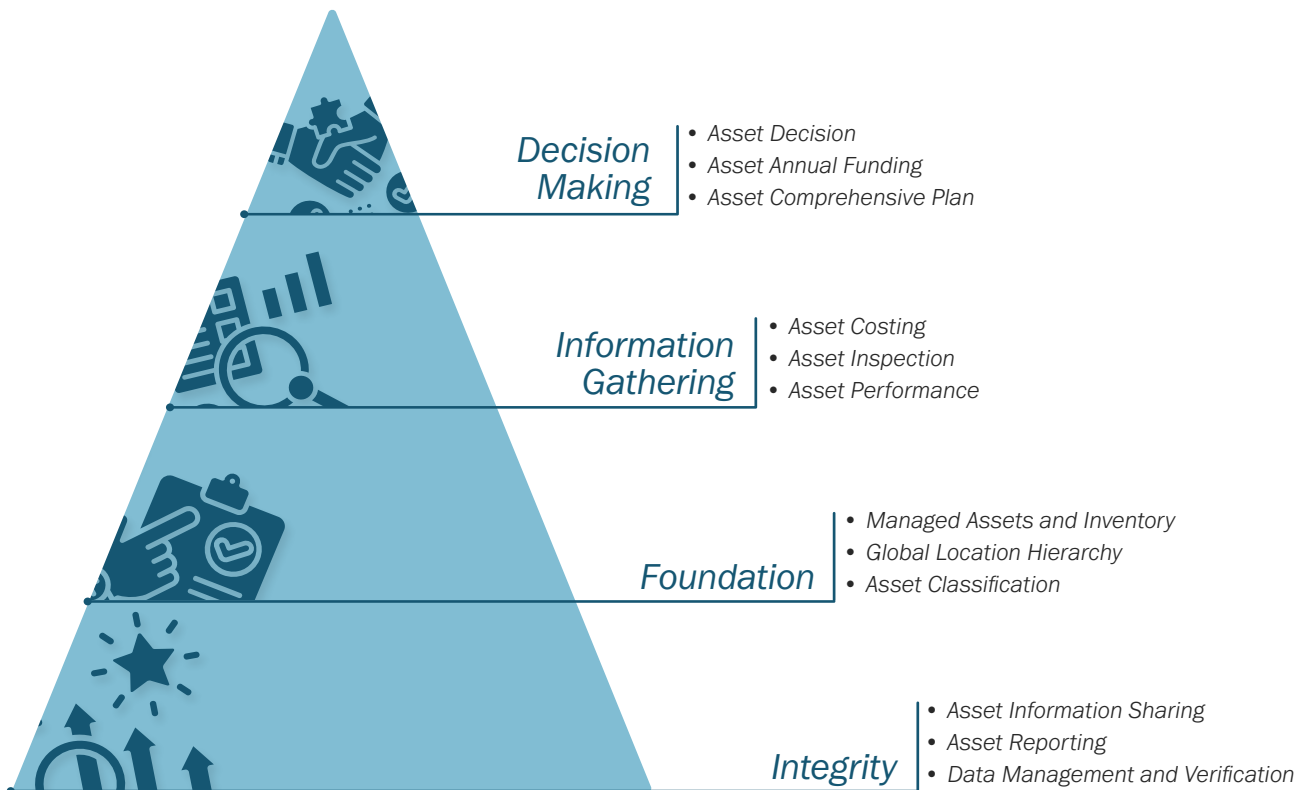 Decision
Making
• Asset Decision
• Asset Annual Funding
• Asset Comprehensive Plan
Information
Gathering
• Asset Costing
• Asset Inspection
• Asset Performance
Foundation
• Managed Assets and Inventory
• Global Location Hierarchy
• Asset Classification
Integrity
• Asset Information Sharing
• Asset Reporting
• Data Management and Verification